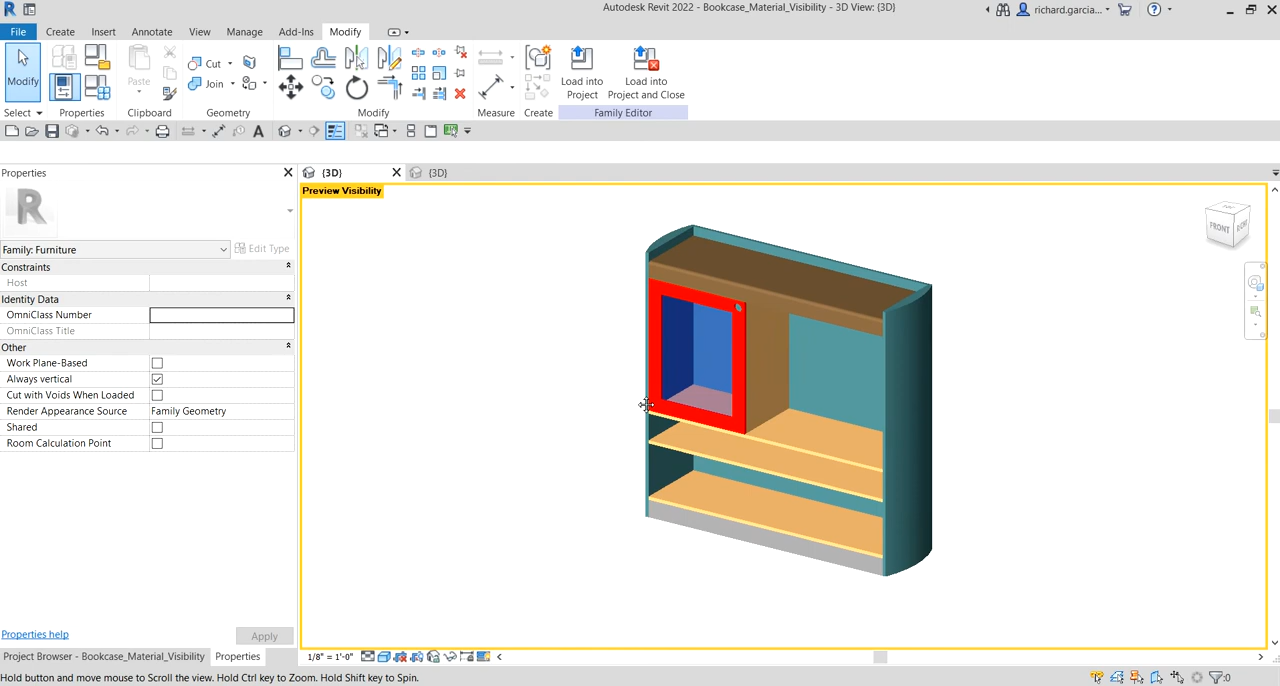 Autodesk Revit 2022 - Bookcase_Material_Visibility - 3D View: {3D}
richard.garcia...
File Create Insert Annotate View Manage Add-Ins Modify
Modify
Paste
Cut
Join
Load into Project
Load into Project and Close
Select Properties Clipboard Geometry Modify Measure Create Family Editor
Properties
{3D}
{3D}
Preview Visibility
Family: Furniture
Edit Type
Constraints
Host
Identity Data
OmniClass Number
OmniClass Title
Other
Work Plane-Based
Always vertical
Cut with Voids When Loaded
Render Appearance Source Family Geometry
Shared
Room Calculation Point
FRONT
Properties help
Apply
Project Browser - Bookcase_Material_Visibility Properties
1/8" = 1'-0"
Hold button and move mouse to Scroll the view. Hold Ctrl key to Zoom. Hold Shift key to Spin.
:0